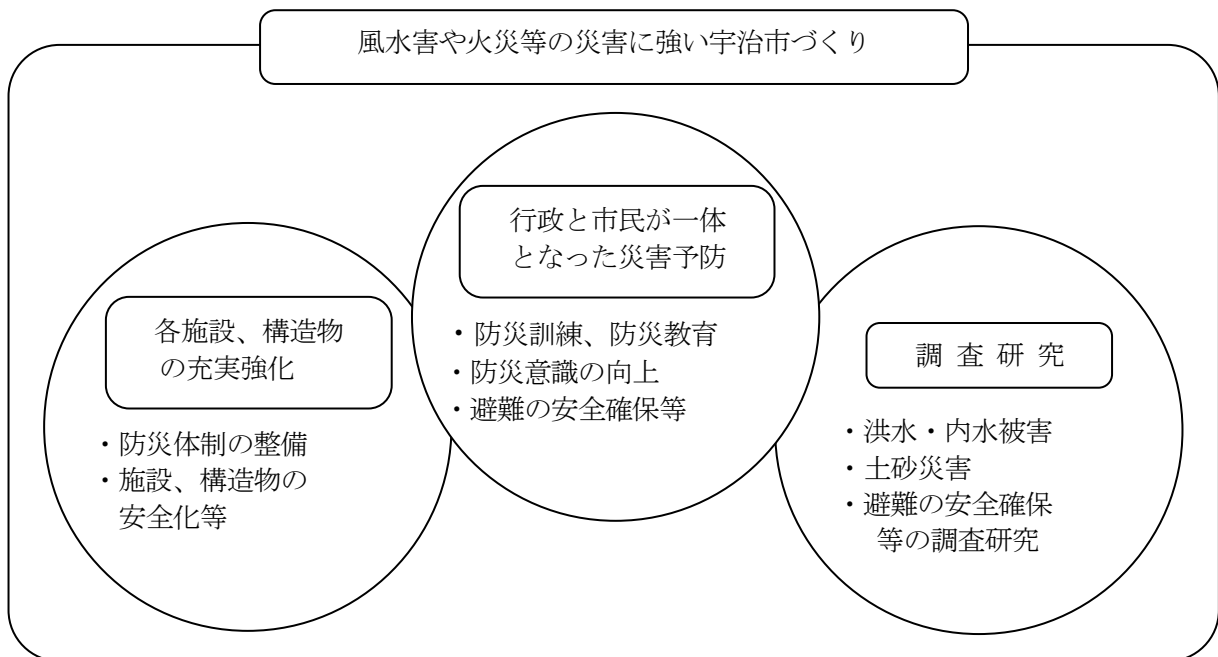 風水害や火災等の災害に強い宇治市づくり
各施設、構造物
の充実強化
・防災体制の整備
・施設、構造物の
安全化等
行政と市民が一体
となった災害予防
・防災訓練、防災教育
・防災意識の向上
・避難の安全確保等
調 査 研 究
・洪水・内水被害
・土砂災害
・避難の安全確保
等の調査研究